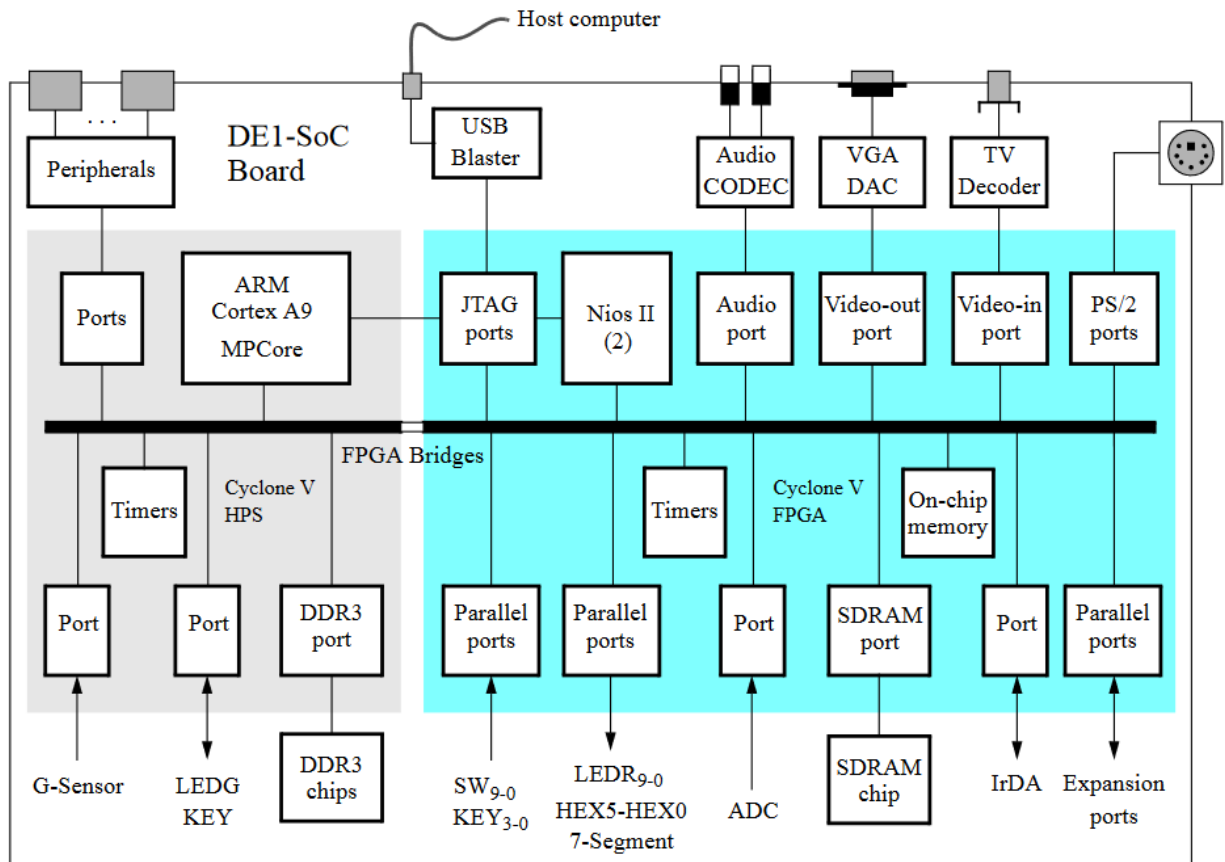 Host computer
DE1-SoC
Board
. . .
Peripherals
USB
Blaster
Audio
CODEC
VGA
DAC
TV
Decoder
Ports
ARM
Cortex A9
MPCore
JTAG
ports
Nios II
(2)
Audio
port
Video-out
port
Video-in
port
PS/2
ports
FPGA Bridges
Timers
Cyclone V
HPS
Timers
Cyclone V
FPGA
On-chip
memory
Port
Port
DDR3
port
Parallel
ports
Parallel
ports
Port
SDRAM
port
Port
Parallel
ports
G-Sensor
LEDG
KEY
DDR3
chips
SW9-0
KEY3-0
LEDR9-0
HEX5-HEX0
7-Segment
ADC
SDRAM
chip
IrDA
Expansion
ports